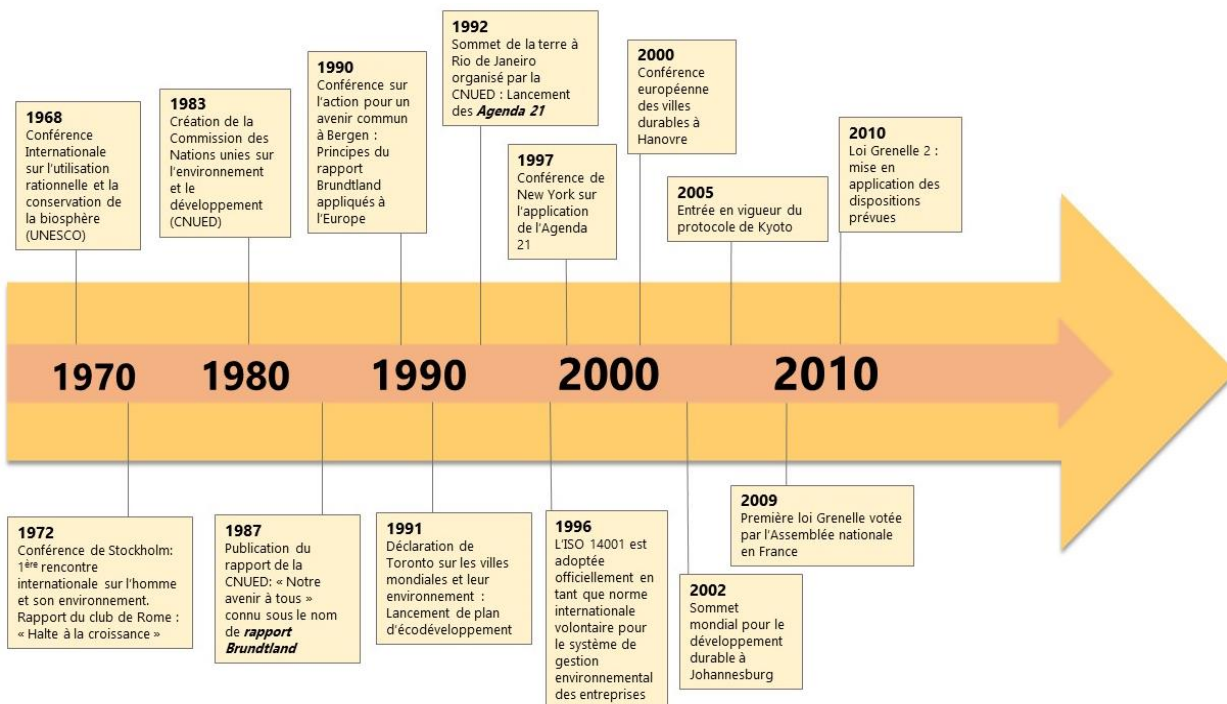 1968
Conférence
Internationale
sur l'utilisation
rationnelle et la
conservation de
la biosphère
(UNESCO)
1983
Création de la
Commission des
Nations unies sur
l'environnement
et le
développement
(CNUED)
1990
Conférence sur
l'action pour un
avenir commun
à Bergen :
Principes du
rapport
Brundtland
appliqués à
l'Europe
1992
Sommet de la terre à
Rio de Janeiro
organisé par la
CNUED : Lancement
des Agenda 21
1997
Conférence de
New York sur
l'application
de l'Agenda
21
2000
Conférence
européenne
des villes
durables à
Hanovre
2005
Entrée en vigueur du
protocole de Kyoto
2010
Loi Grenelle 2 :
mise en
application des
dispositions
prévues
1970 1980 1990 2000 2010
1972
Conférence de Stockholm:
1ère rencontre
internationale sur l'homme
et son environnement.
Rapport du club de Rome :
« Halte à la croissance »
1987
Publication du
rapport de la
CNUED: « Notre
avenir à tous »
connu sous le nom
de rapport
Brundtland
1991
Déclaration de
Toronto sur les villes
mondiales et leur
environnement :
Lancement de plan
d'écodéveloppement
1996
L'ISO 14001 est
adoptée
officiellement en
tant que norme
internationale
volontaire pour
le système de
gestion
environnemental
des entreprises
2002
Sommet
mondial pour le
développement
durable à
Johannesburg
2009
Première loi Grenelle votée
par l'Assemblée nationale
en France